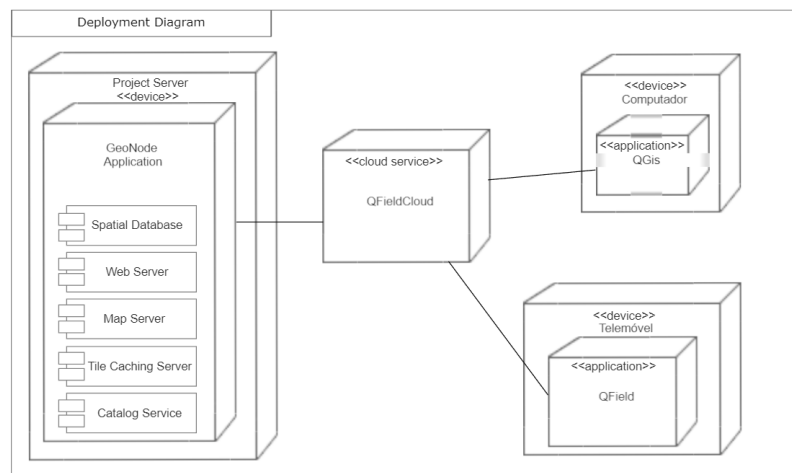 Deployment Diagram
Project Server
<<device>>
GeoNode
Application
Spatial Database
Web Server
Map Server
Tile Caching Server
Catalog Service
<<cloud service>>
QFieldCloud
<<device>>
Computador
<<application>>
QGis
<<device>>
Telemóvel
<<application>>
QField